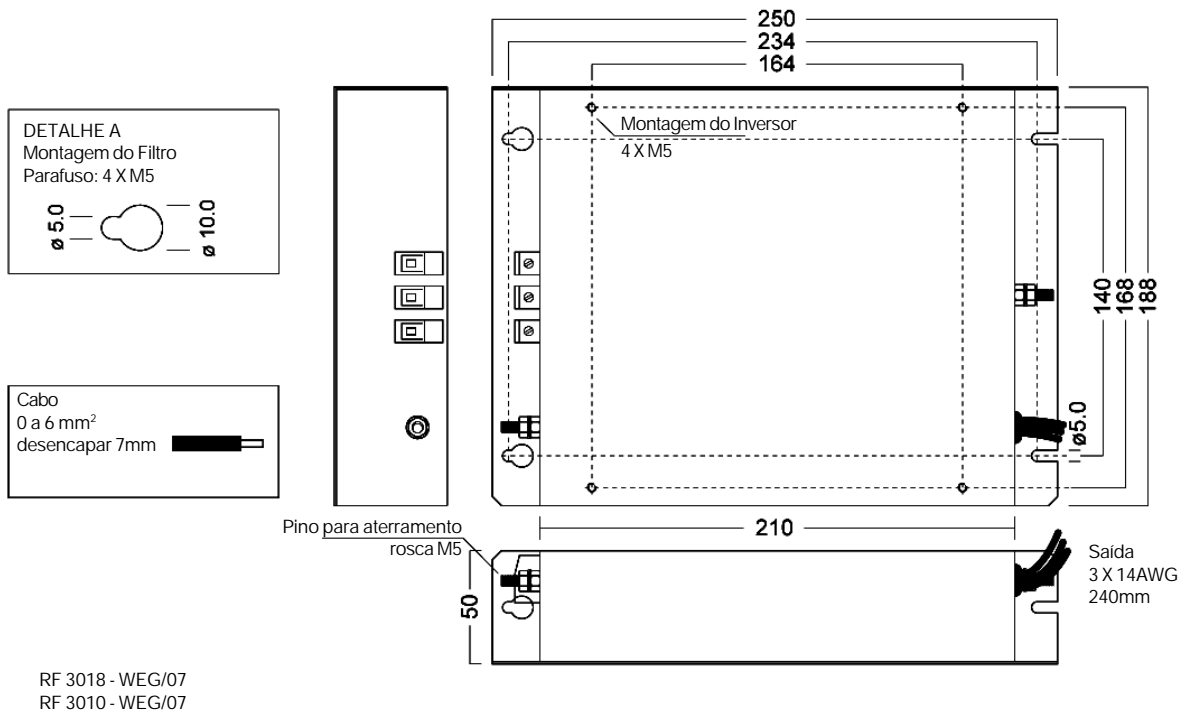 250
234
164
DETALHE A
Montagem do Filtro
Parafuso: 4 X M5
ø 5.0
ø 10.0
Montagem do Inversor
4 X M5
140
168
188
ø5.0
Cabo
0 a 6 mm²
desencapar 7mm
Pino para aterramento
rosca M5
210
50
Saída
3 X 14AWG
240mm
RF 3018 - WEG/07
RF 3010 - WEG/07